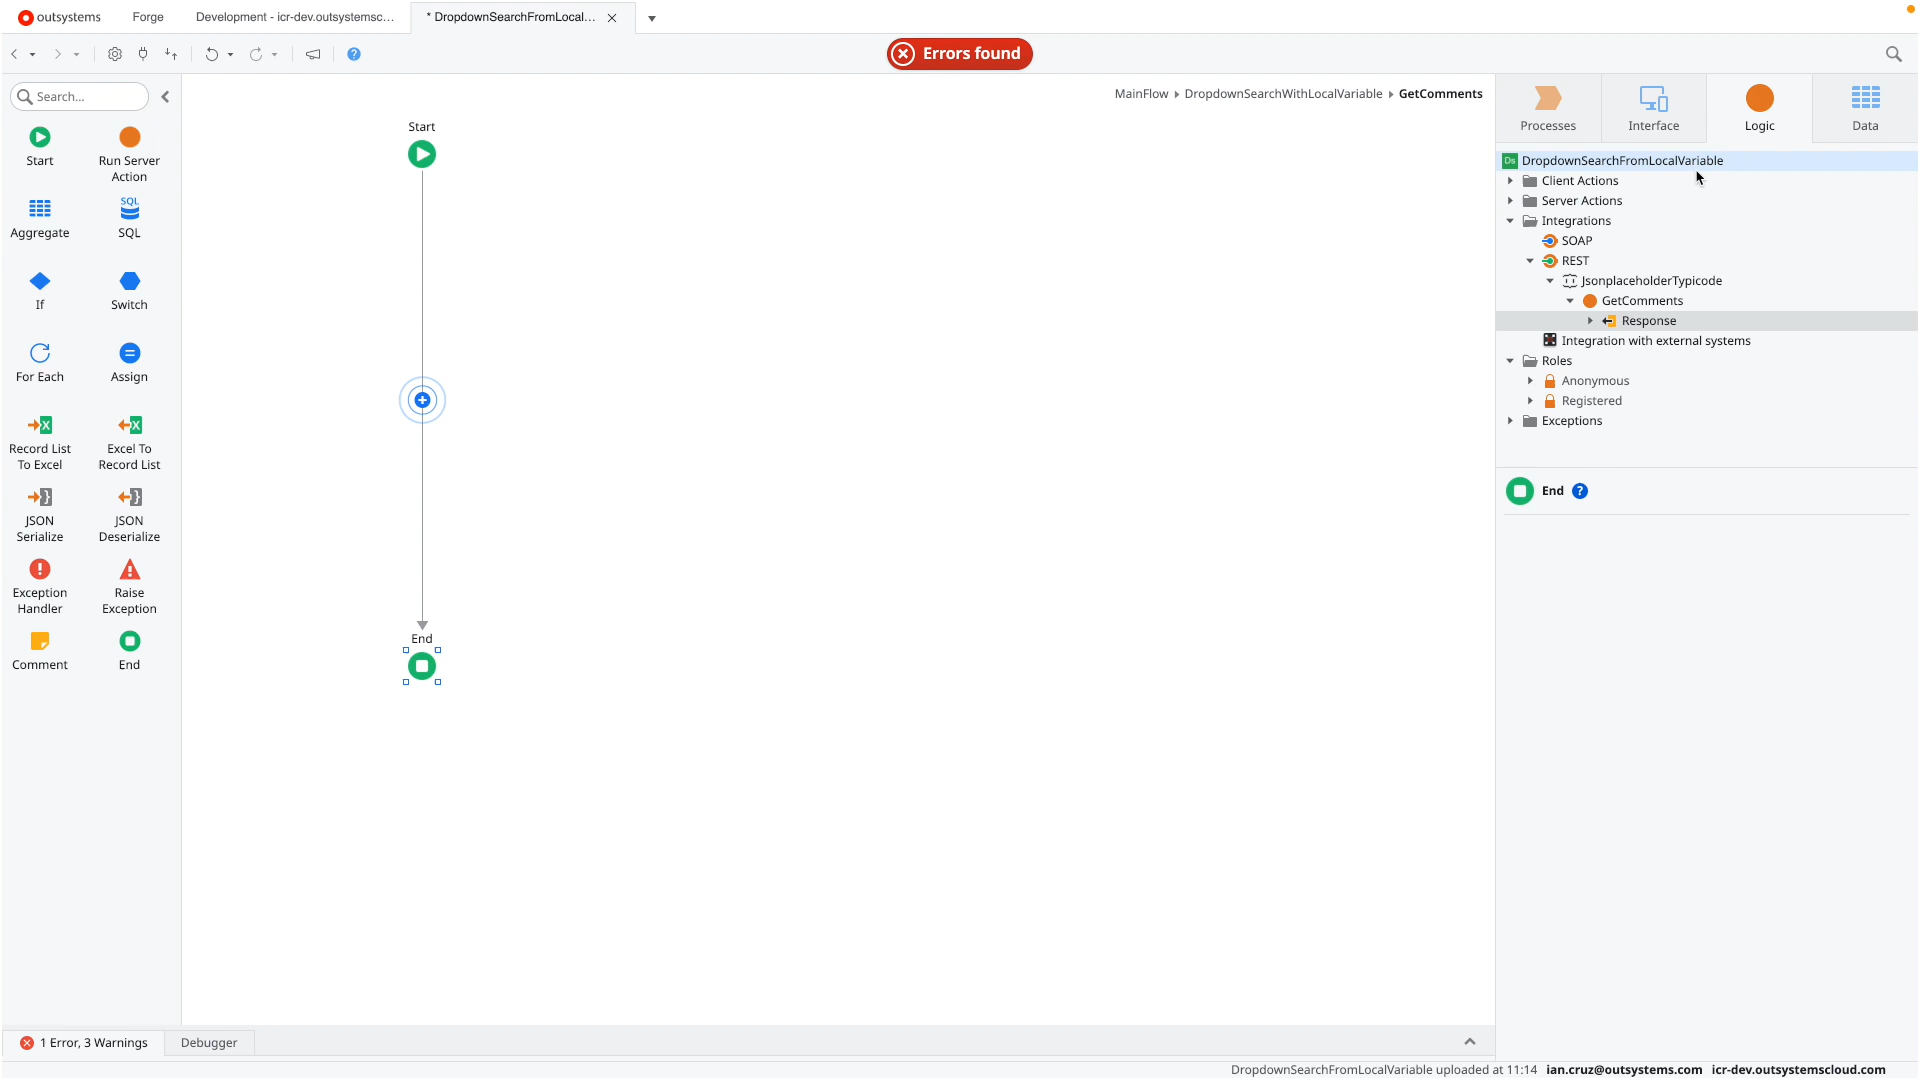 outsystems
Forge
Development - icr-dev.outsystemsc...
* DropdownSearchFromLocal...
Errors found
Search...
Start
Run Server
Action
Aggregate
SQL
SQL
If
Switch
For Each
Assign
Record List
To Excel
Excel To
Record List
JSON
Serialize
JSON
Deserialize
Exception
Handler
Raise
Exception
Comment
End
MainFlow
DropdownSearchWithLocalVariable
GetComments
Start
End
Processes
Interface
Logic
Data
Ds DropdownSearchFromLocalVariable
Client Actions
Server Actions
Integrations
SOAP
REST
JsonplaceholderTypicode
GetComments
Response
Integration with external systems
Roles
Anonymous
Registered
Exceptions
End ?
1 Error, 3 Warnings
Debugger
DropdownSearchFromLocalVariable uploaded at 11:14 ian.cruz@outsystems.com icr-dev.outsystemscloud.com